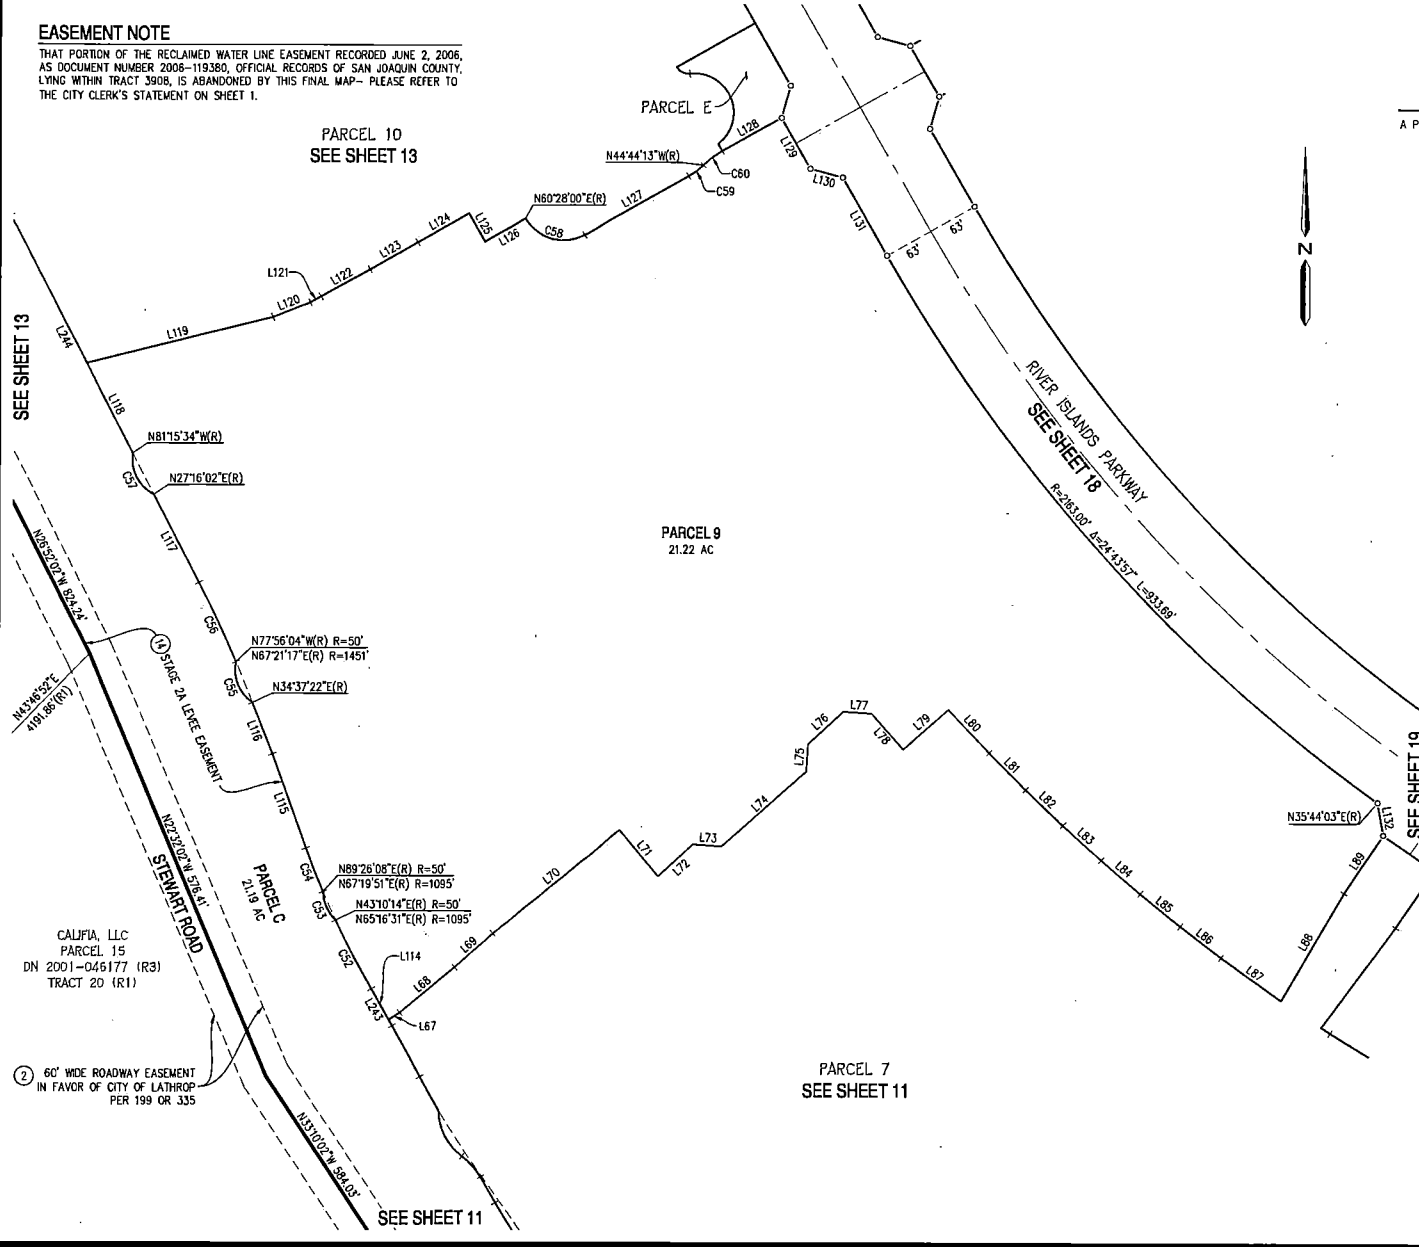 EASEMENT NOTE
THAT PORTION OF THE RECLAIMED WATER LINE EASEMENT RECORDED JUNE 2, 2006,
AS DOCUMENT NUMBER 2006-119380, OFFICIAL RECORDS OF SAN JOAQUIN COUNTY,
LYING WITHIN TRACT 3908, IS ABANDONED BY THIS FINAL MAP- PLEASE REFER TO
THE CITY CLERK'S STATEMENT ON SHEET 1.
PARCEL 10
SEE SHEET 13
PARCEL E
A P
N44°44'13"W(R)
L128
L129
L130
L131
C60
C59
N60°28'00"E(R)
L127
C58
L126
L125
L124
L123
L122
L121
L120
L119
63'
63'
N
SEE SHEET 13
L244
L118
N81°15'34"W(R)
C57
N27°16'02"E(R)
L117
RIVER ISLANDS PARKWAY
SEE SHEET 18
R=2163.00' Δ=24°43'57" L=933.69'
PARCEL 9
21.22 AC
N26°52'02"W 824.24'
C56
N77°56'04"W(R) R=50'
N67°21'17"E(R) R=1451'
C55
N34°37'22"E(R)
14
STAGE 2A LEVEE EASEMENT
N43°46'52"E
4191.86'(R1)
L116
L115
L77
L76
L75
L78
L79
L80
L81
L82
L83
L84
L85
L86
L87
L88
L89
L132
N35°44'03"E(R)
SEE SHEET 19
L74
L73
L72
L71
L70
L69
L68
L67
C54
N89°26'08"E(R) R=50'
N67°19'51"E(R) R=1095'
C53
N43°10'14"E(R) R=50'
N65°16'31"E(R) R=1095'
C52
L114
L243
N22°32'02"W 576.41'
STEWART ROAD
PARCEL C
21.19 AC
CALIFIA, LLC
PARCEL 15
DN 2001-046177 (R3)
TRACT 20 (R1)
2
60' WIDE ROADWAY EASEMENT
IN FAVOR OF CITY OF LATHROP
PER 199 OR 335
N33°10'02"W 584.03'
PARCEL 7
SEE SHEET 11
SEE SHEET 11